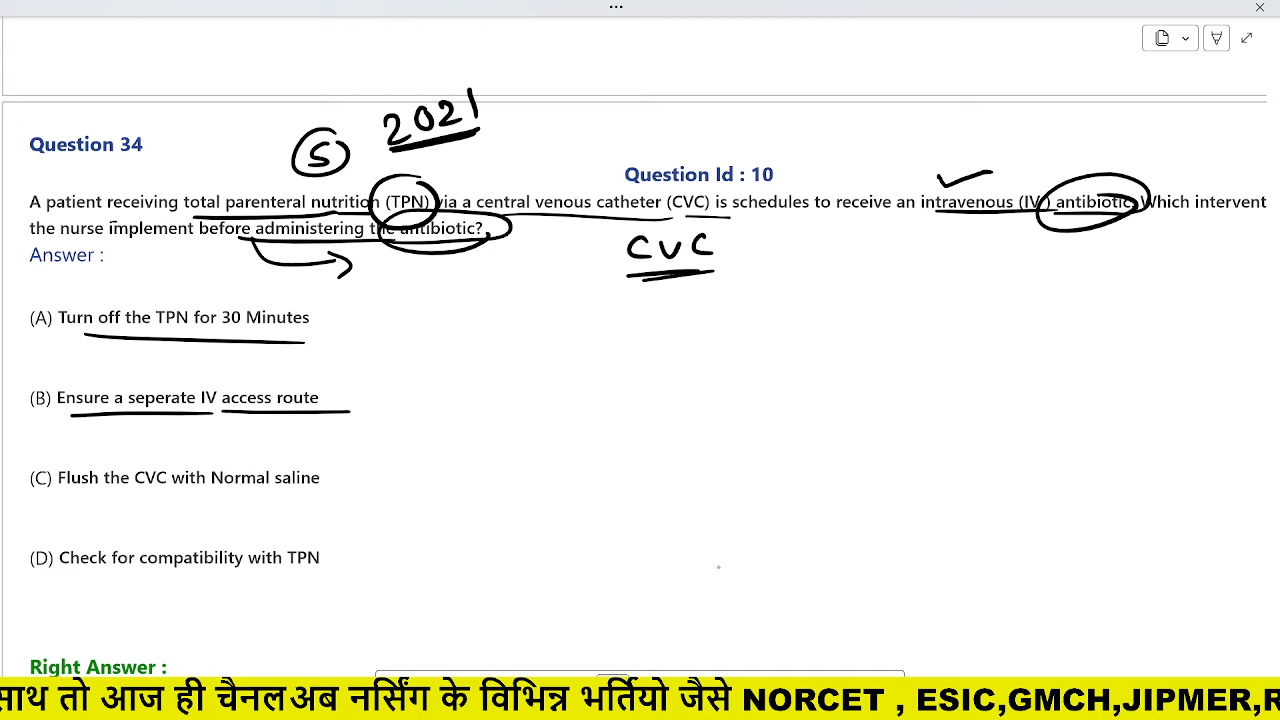 ...
2021
5
Question 34
Question Id : 10
A patient receiving total parenteral nutrition (TPN) via a central venous catheter (CVC) is schedules to receive an intravenous (IV) antibiotic. Which intervent
the nurse implement before administering the antibiotic?
CVC
Answer :
(A) Turn off the TPN for 30 Minutes
(B) Ensure a seperate IV access route
(C) Flush the CVC with Normal saline
(D) Check for compatibility with TPN
Right Answer :
साथ तो आज ही चैनलअब नर्सिंग के विभिन्न भर्तियो जैसे NORCET , ESIC,GMCH,JIPMER,R